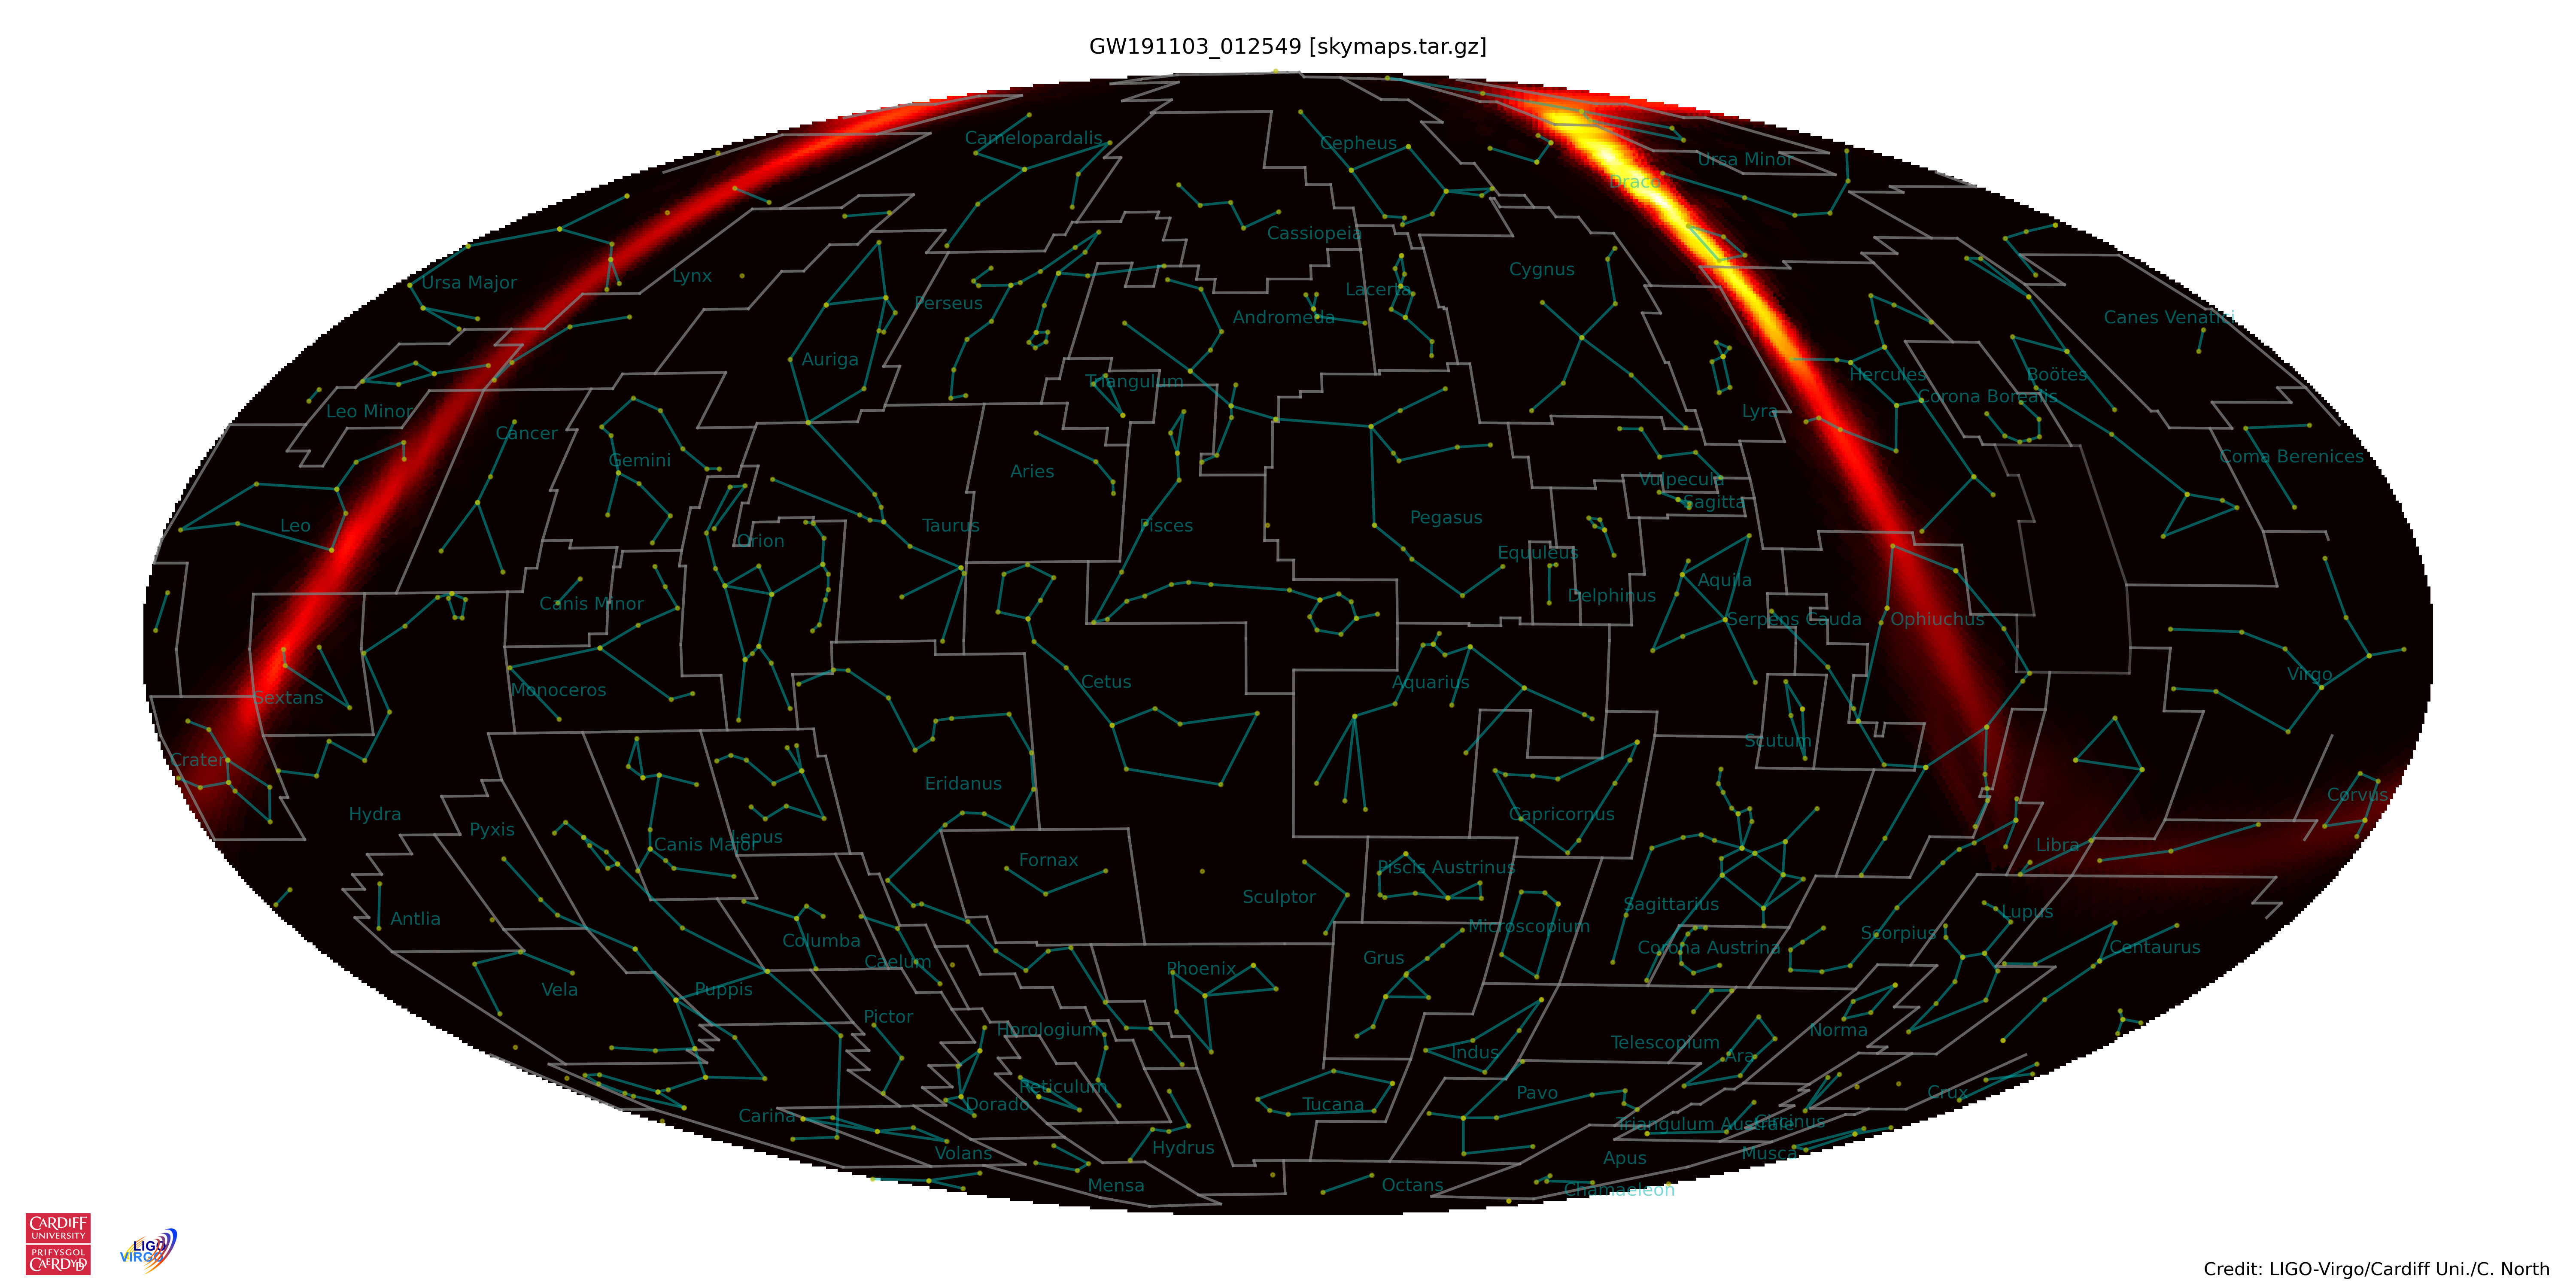 GW191103_012549 [skymaps.tar.gz]
Camelopardalis
Cepheus
Ursa Minor
Draco
Cassiopeia
Ursa Major
Lynx
Cygnus
Lacerta
Perseus
Andromeda
Canes Venatici
Auriga
Triangulum
Hercules
Boötes
Corona Borealis
Leo Minor
Lyra
Cancer
Gemini
Coma Berenices
Aries
Vulpecula
Sagitta
Leo
Orion
Taurus
Pisces
Pegasus
Equuleus
Canis Minor
Delphinus
Aquila
Serpens Cauda
Ophiuchus
Sextans
Monoceros
Cetus
Aquarius
Virgo
Crater
Scutum
Eridanus
Hydra
Capricornus
Corvus
Pyxis
Canis Major
Lepus
Libra
Fornax
Piscis Austrinus
Sculptor
Antlia
Sagittarius
Lupus
Microscopium
Columba
Caelum
Corona Austrina
Scorpius
Centaurus
Grus
Phoenix
Vela
Puppis
Pictor
Horologium
Norma
Telescopium
Indus
Ara
Reticulum
Pavo
Crux
Dorado
Tucana
Carina
Triangulum Australe
Circinus
Volans
Hydrus
Musca
Apus
Mensa
Octans
Chamaeleon
CARDIFF
UNIVERSITY
PRIFYSGOL
CAERDYDD
LIGO
VIRGO
Credit: LIGO-Virgo/Cardiff Uni./C. North